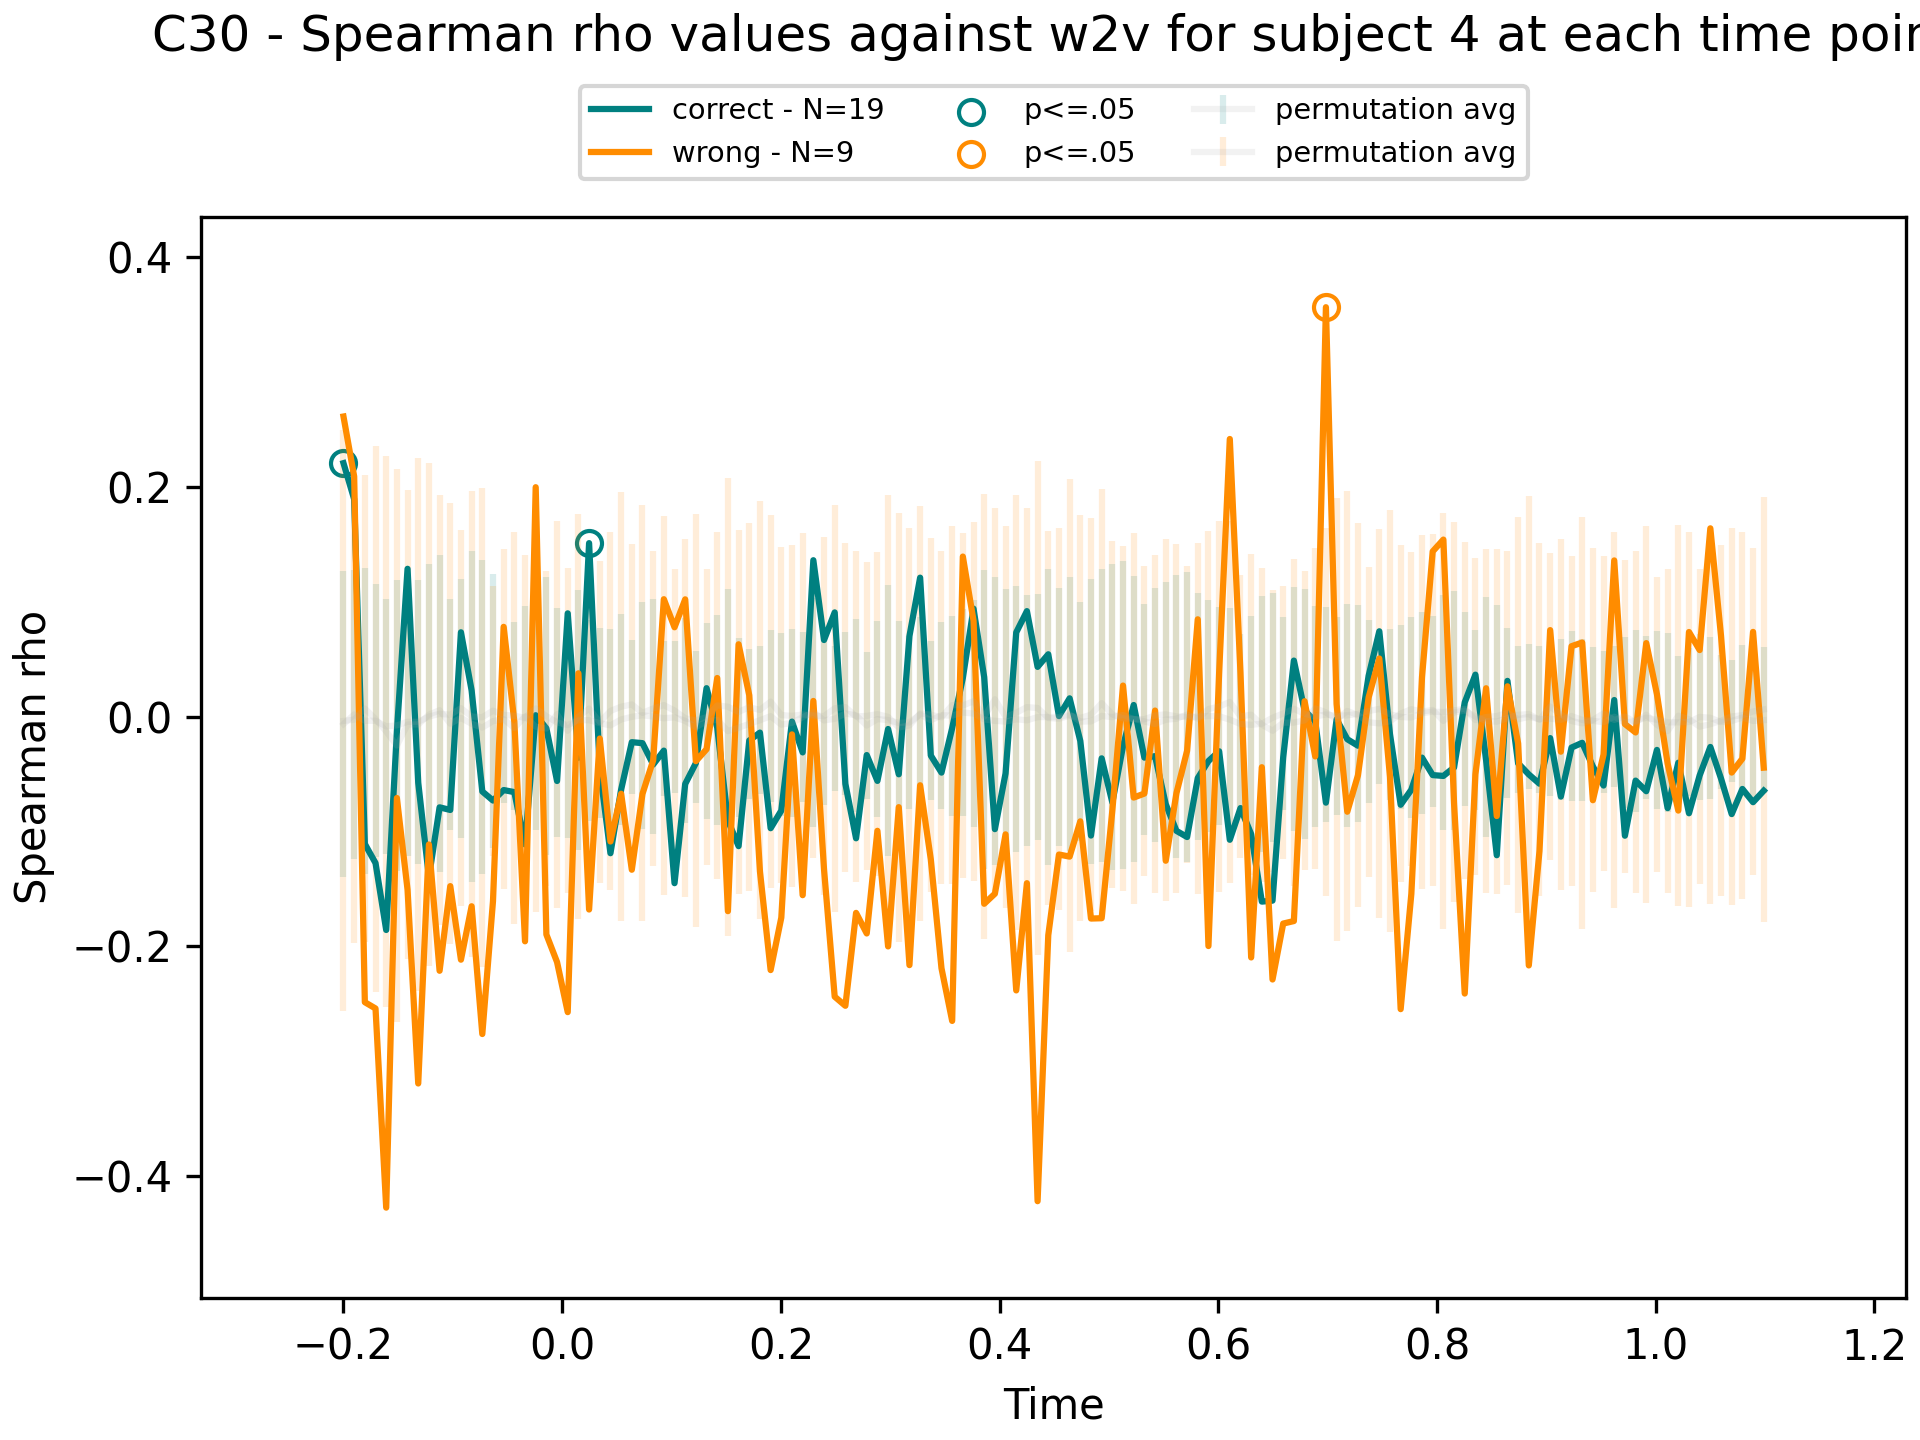 C30 - Spearman rho values against w2v for subject 4 at each time poin
correct - N=19 p<=.05 permutation avg
wrong - N=9 p<=.05 permutation avg
0.4
0.2
0.0
−0.2
−0.4
Spearman rho
−0.2 0.0 0.2 0.4 0.6 0.8 1.0 1.2
Time